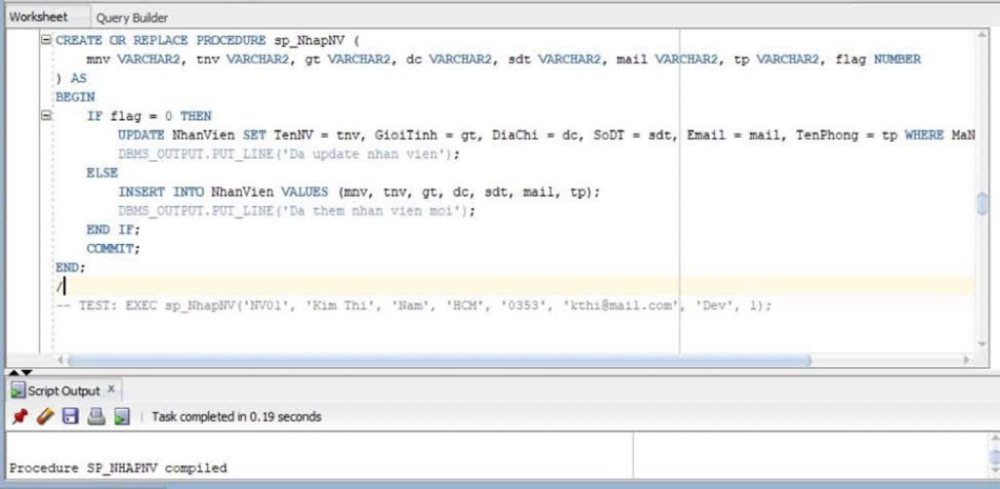 Worksheet Query Builder
CREATE OR REPLACE PROCEDURE sp_NhapNV (
mnv VARCHAR2, tnv VARCHAR2, gt VARCHAR2, dc VARCHAR2, sdt VARCHAR2, mail VARCHAR2, tp VARCHAR2, flag NUMBER
) AS
BEGIN
IF flag = 0 THEN
UPDATE NhanVien SET TenNV = tnv, GioiTinh = gt, DiaChi = dc, SoDT = sdt, Email = mail, TenPhong = tp WHERE MaN
DBMS_OUTPUT.PUT_LINE('Da update nhan vien');
ELSE
INSERT INTO NhanVien VALUES (mnv, tnv, gt, dc, sdt, mail, tp);
DBMS_OUTPUT.PUT_LINE('Da them nhan vien moi');
END IF;
COMMIT;
END;
/
-- TEST: EXEC sp_NhapNV('NV01', 'Kim Thi', 'Nam', 'HCM', '0353', 'kthi@mail.com', 'Dev', 1);
Script Output x
Task completed in 0.19 seconds
Procedure SP_NHAPNV compiled